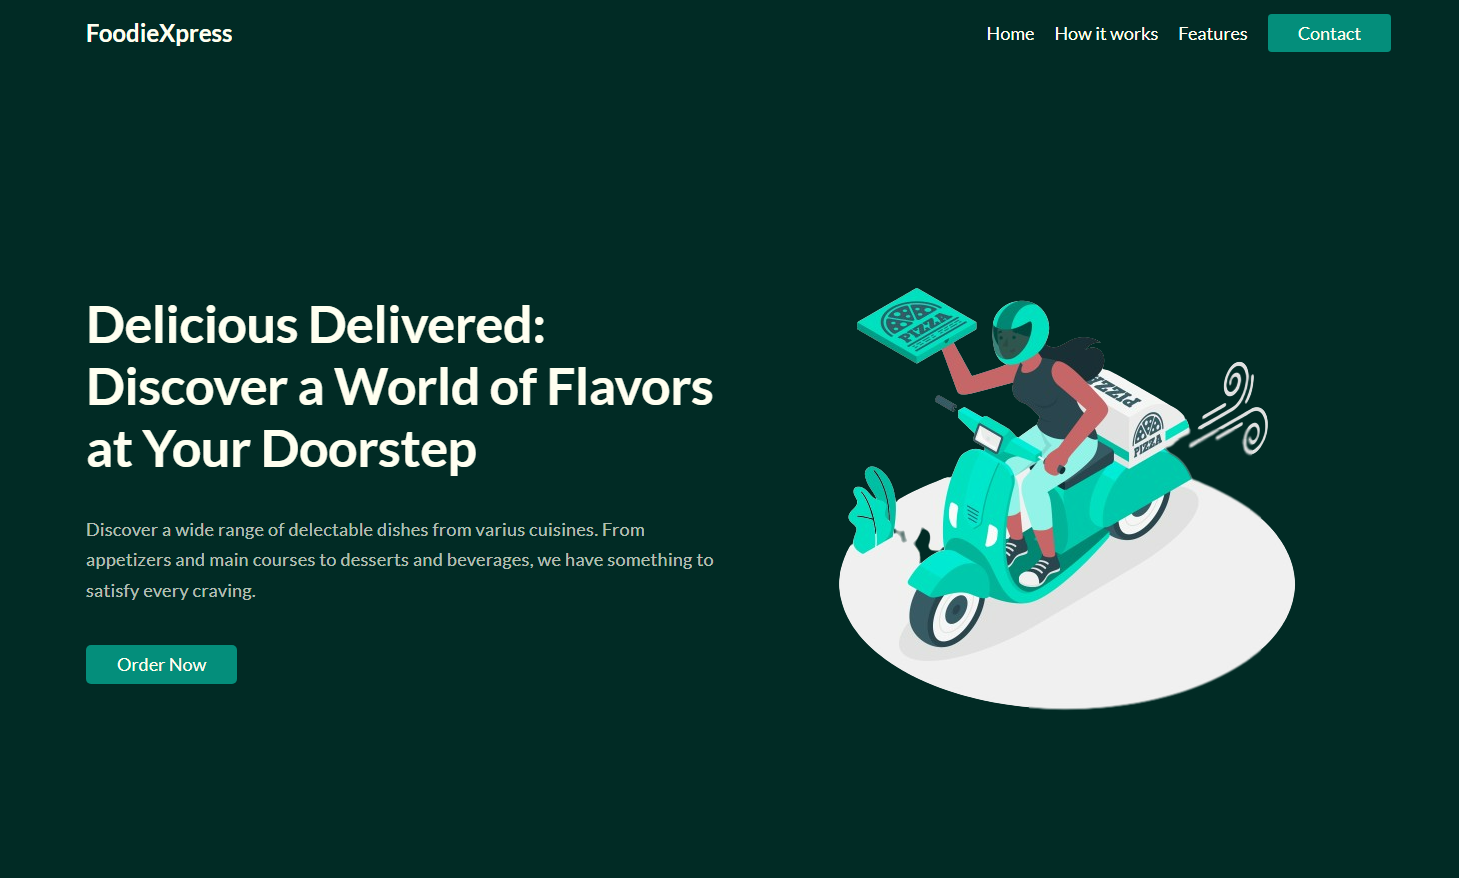 FoodieXpress
Home How it works Features Contact
Delicious Delivered:
Discover a World of Flavors
at Your Doorstep
Discover a wide range of delectable dishes from varius cuisines. From
appetizers and main courses to desserts and beverages, we have something to
satisfy every craving.
Order Now
PIZZA
PIZZA
PIZZA